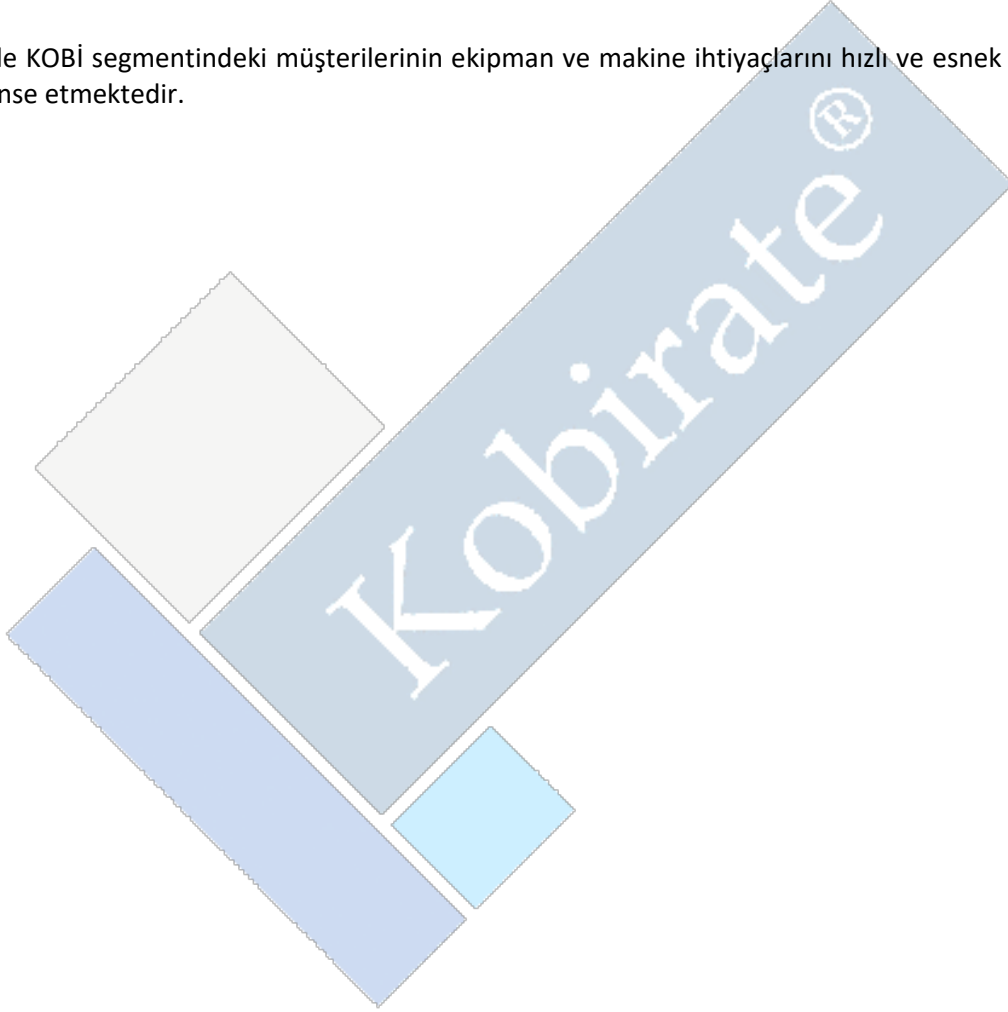 le KOBİ segmentindeki müşterilerinin ekipman ve makine ihtiyaçlarını hızlı ve esnek
nse etmektedir.
Kobirate ®